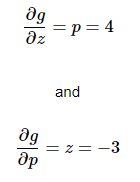 ∂g/∂z = p = 4
and
∂g/∂p = z = −3